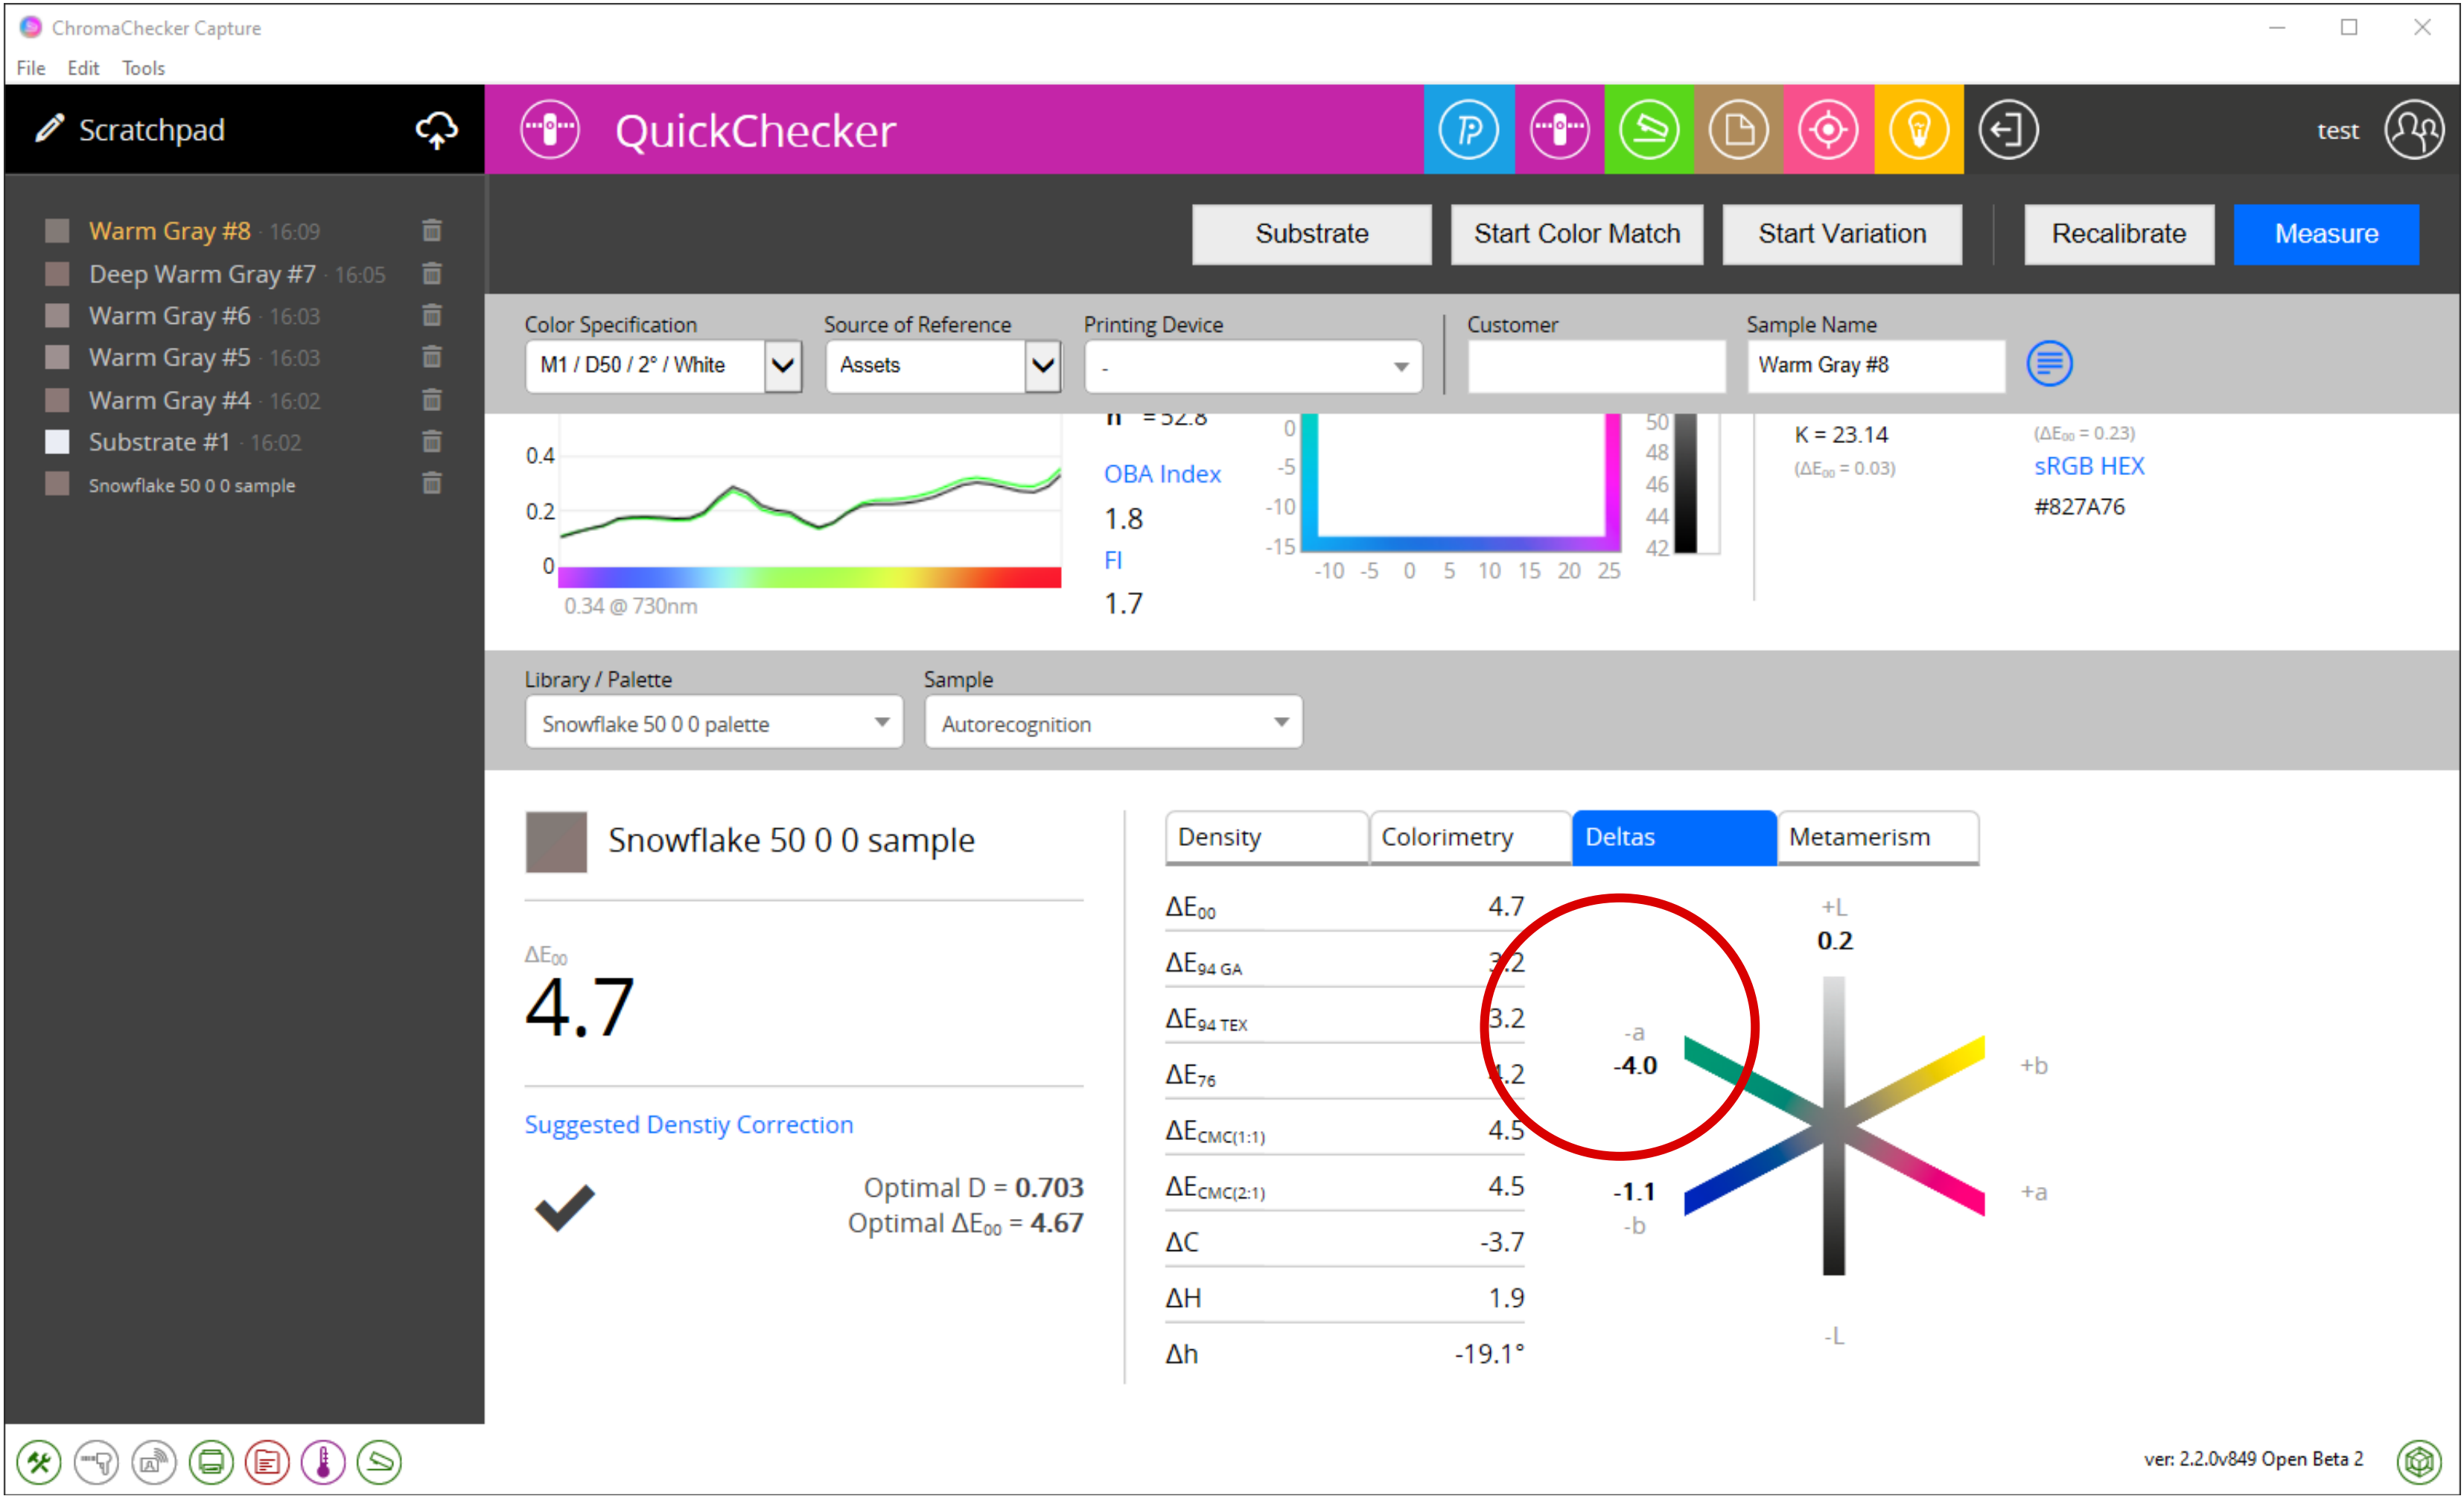 ChromaChecker Capture
File Edit Tools
Scratchpad
QuickChecker
test
Substrate
Start Color Match
Start Variation
Recalibrate
Measure
Warm Gray #8 · 16:09
Deep Warm Gray #7 · 16:05
Warm Gray #6 · 16:03
Warm Gray #5 · 16:03
Warm Gray #4 · 16:02
Substrate #1 · 16:02
Snowflake 50 0 0 sample
Color Specification
M1 / D50 / 2° / White
Source of Reference
Assets
Printing Device
-
Customer
Sample Name
Warm Gray #8
0.4
0.2
0
0.34 @ 730nm
= 52.8
OBA Index
1.8
FI
1.7
0
-5
-10
-15
-10 -5 0 5 10 15 20 25
50
48
46
44
42
K = 23.14
(ΔE₀₀ = 0.03)
(ΔE₀₀ = 0.23)
sRGB HEX
#827A76
Library / Palette
Snowflake 50 0 0 palette
Sample
Autorecognition
Snowflake 50 0 0 sample
ΔE₀₀
4.7
Suggested Denstiy Correction
Optimal D = 0.703
Optimal ΔE₀₀ = 4.67
Density
Colorimetry
Deltas
Metamerism
ΔE₀₀ 4.7
ΔE94 GA 3.2
ΔE94 TEX 3.2
ΔE76 4.2
ΔECMC(1:1) 4.5
ΔECMC(2:1) 4.5
ΔC -3.7
ΔH 1.9
Δh -19.1°
+L
0.2
-a
-4.0
+b
-1.1
-b
+a
-L
ver: 2.2.0v849 Open Beta 2